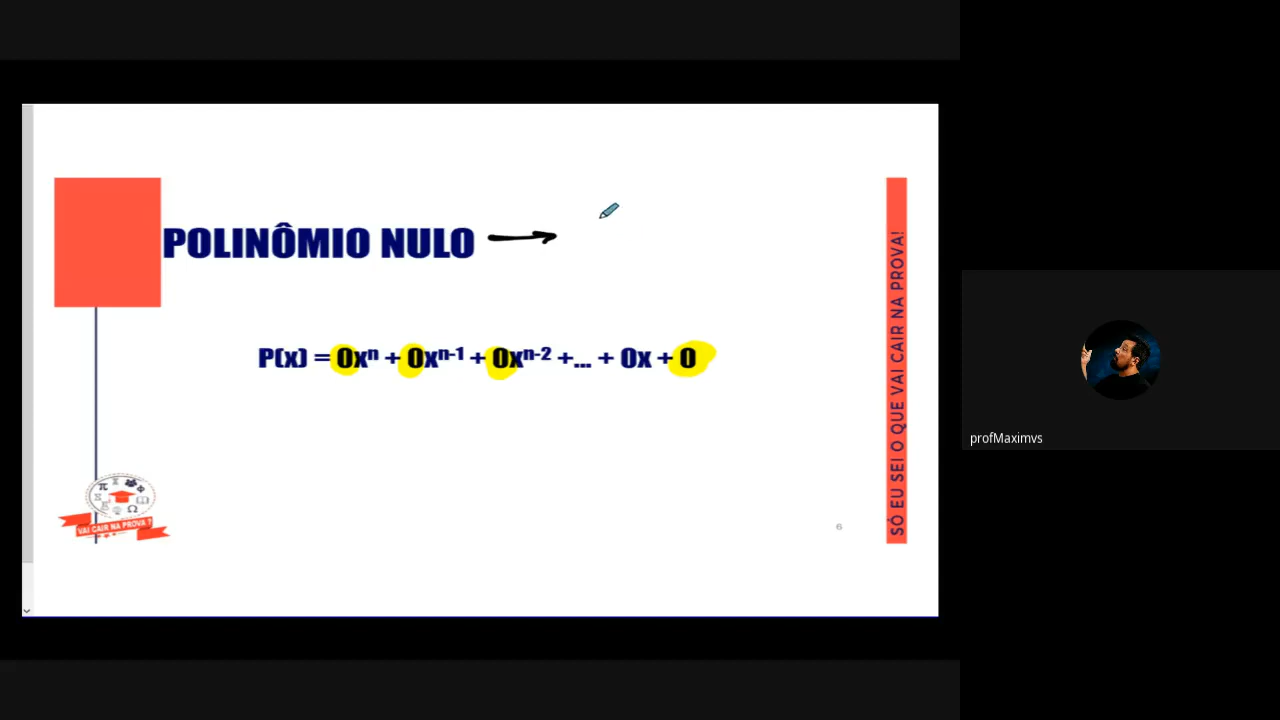 POLINÔMIO NULO
P(x) = 0xⁿ + 0xⁿ⁻¹ + 0xⁿ⁻² +... + 0x + 0
SÓ EU SEI O QUE VAI CAIR NA PROVA!
VAI CAIR NA PROVA ?
6
profMaximvs